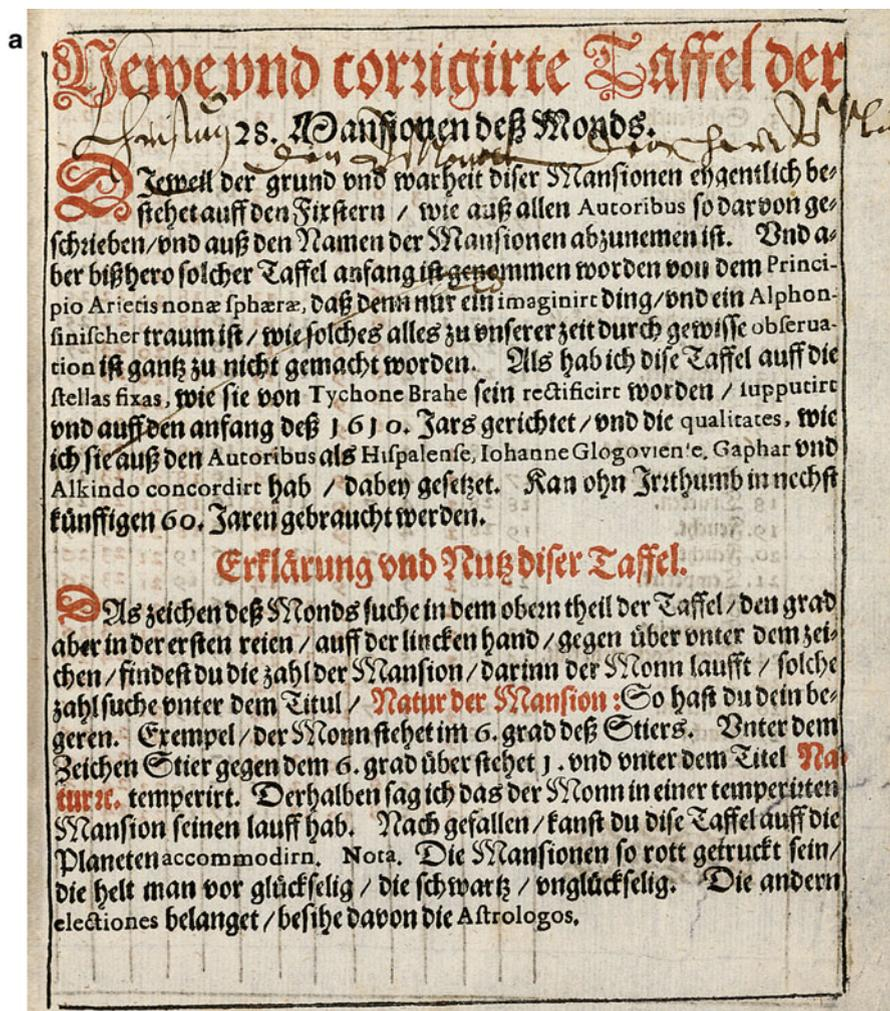 a
Newe vnd corrigirte Taffel der
28. Mansionen deß Monds.
DIeweil der grund vnd warheit diser Mansionen eygentlich be-
stehet auff den Fixstern / wie auß allen Autoribus so darvon ge-
schrieben/vnd auß den Namen der Mansionen abzunemen ist. Vnd a-
ber bißhero solcher Taffel anfang ist genommen worden von dem Princi-
pio Arietis nonæ sphæræ, daß denn nur ein imaginirt ding/vnd ein Alphon-
sinischer traum ist / wie solches alles zu vnserer zeit durch gewisse obserua-
tion ist gantz zu nicht gemacht worden. Als hab ich dise Taffel auff die
stellas fixas, wie sie von Tychone Brahe sein rectificirt worden / supputirt
vnd auff den anfang deß 1610. Jars gerichtet / vnd die qualitates, wie
ich sie auß den Autoribus als Hispalense, Iohanne Glogoviense, Gaphar vnd
Alkindo concordirt hab / dabey gesetzet. Kan ohn Irrthumb in nechst
künfftigen 60. Jaren gebraucht werden.
Erklärung vnd Nutz diser Taffel.
DAs zeichen deß Monds suche in dem obern theil der Taffel / den grad
aber in der ersten reien / auff der lincken hand / gegen über vnter dem zei-
chen / findest du die zahl der Mansion / darinn der Monn laufft / solche
zahl suche vnter dem Titul / Natur der Mansion : So hast du dein be-
geren. Exempel / der Monn stehet im 6. grad deß Stiers. Vnter dem
Zeichen Stier gegen dem 6. grad über stehet 1. vnd vnter dem Titel Na-
tur ꝛc. temperirt. Derhalben sag ich das der Monn in einer temperirten
Mansion seinen lauff hab. Nach gefallen / kanst du dise Taffel auff die
Planeten accommodirn. Nota. Die Mansionen so rott getruckt sein/
die helt man vor glückselig / die schwartz / vnglückselig. Die andern
electiones belanget / besihe davon die Astrologos.